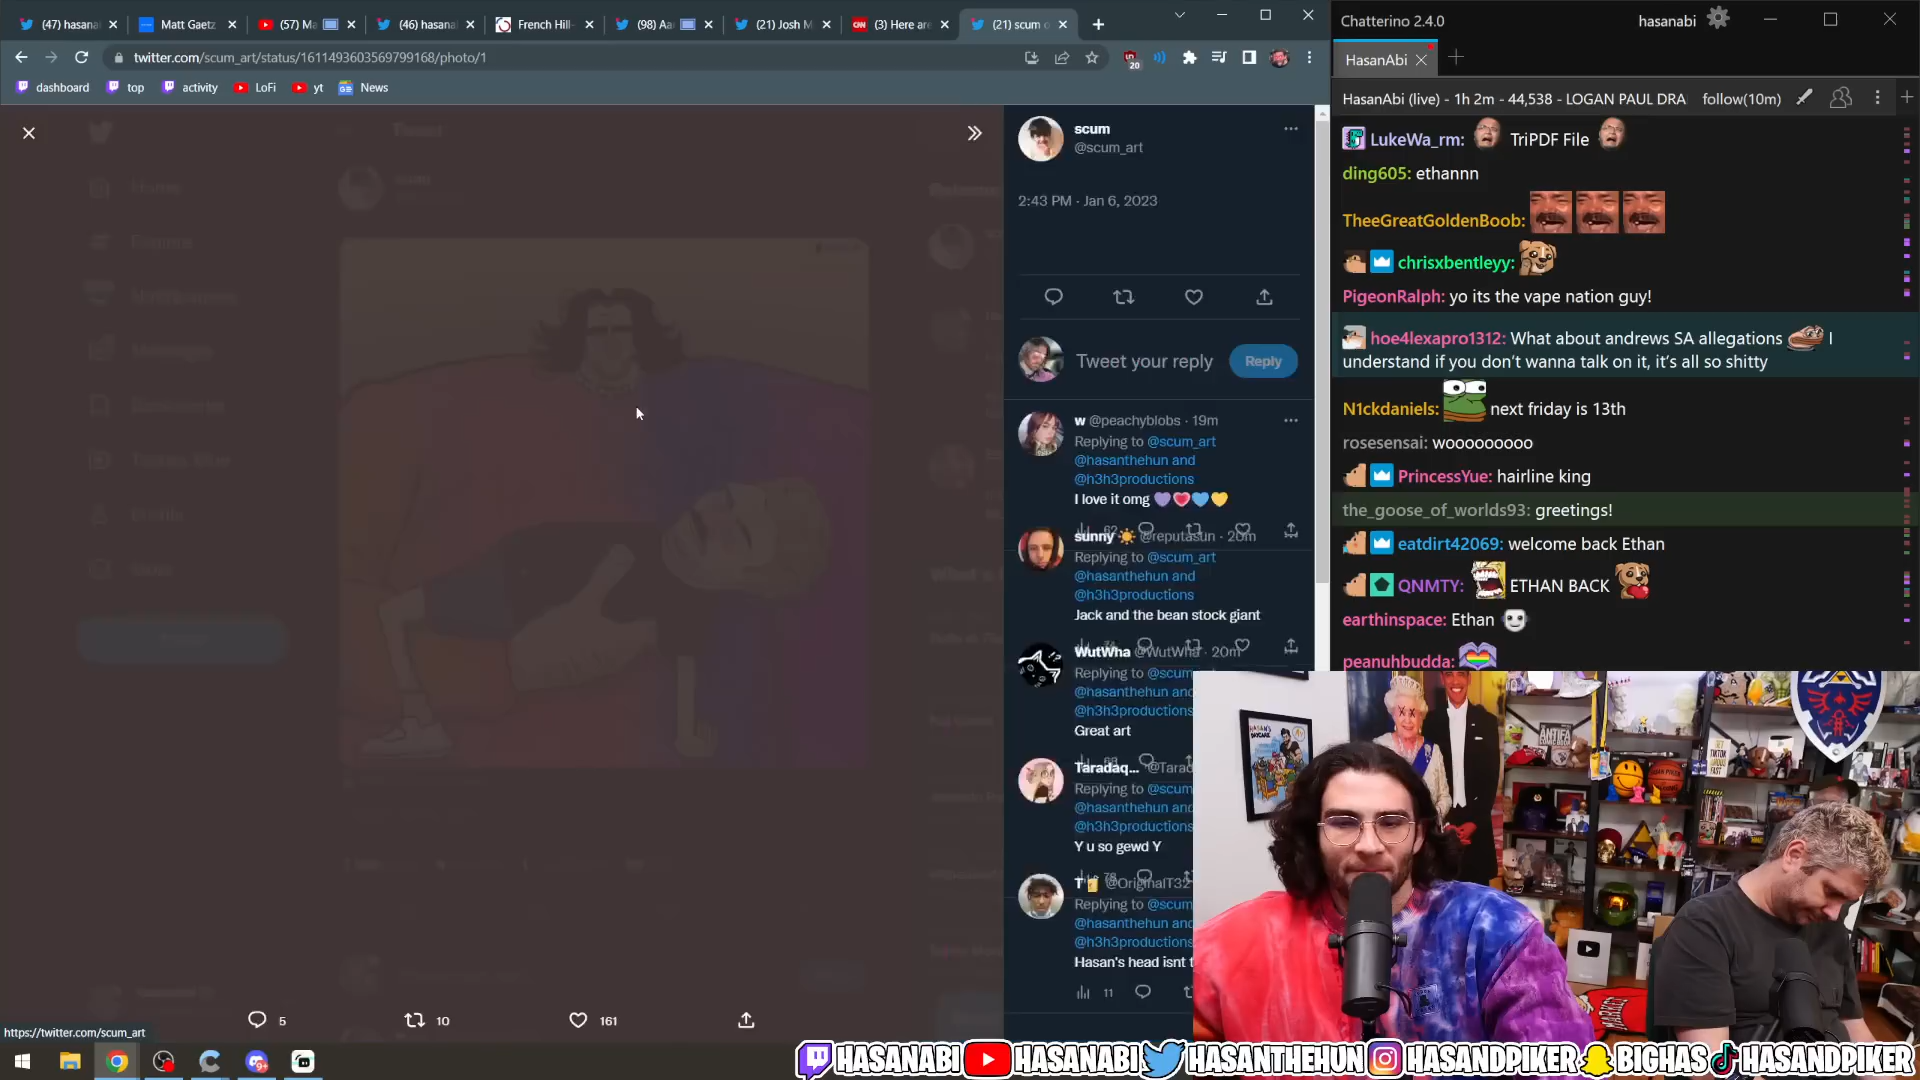 (47) hasana
Matt Gaetz
(57) Ma
(46) hasana
French Hill-
(98) Aa
(21) Josh M
(3) Here are
(21) scum o
twitter.com/scum_art/status/1611493603569799168/photo/1
20
dashboard
top
activity
LoFi
yt
News
scum
@scum_art
2:43 PM · Jan 6, 2023
Tweet your reply
Reply
w @peachyblobs · 19m
Replying to @scum_art
@hasanthehun and
@h3h3productions
I love it omg
62
sunny @reputasun · 20m
Replying to @scum_art
@hasanthehun and
@h3h3productions
Jack and the bean stock giant
WutWha @WutWha · 20m
Replying to @scum
@hasanthehun and
@h3h3productions
Great art
Taradaq... @Tarad
Replying to @scum
@hasanthehun and
@h3h3productions
Y u so gewd Y
78
T @OriginalT32
Replying to @scum
@hasanthehun and
@h3h3productions
Hasan's head isnt t
11
5
10
161
https://twitter.com/scum_art
Chatterino 2.4.0
hasanabi
HasanAbi
HasanAbi (live) - 1h 2m - 44,538 - LOGAN PAUL DRA
follow(10m)
LukeWa_rm: TriPDF File
ding605: ethannn
TheeGreatGoldenBoob:
chrisxbentleyy:
PigeonRalph: yo its the vape nation guy!
hoe4lexapro1312: What about andrews SA allegations I
understand if you don't wanna talk on it, it's all so shitty
N1ckdaniels: next friday is 13th
rosesensai: wooooooooo
PrincessYue: hairline king
the_goose_of_worlds93: greetings!
eatdirt42069: welcome back Ethan
QNMTY: ETHAN BACK
earthinspace: Ethan
peanuhbudda:
ANTIFA
HASANABI
HASANABI
HASANTHEHUN
HASANDPIKER
BIGHAS
HASANDPIKER